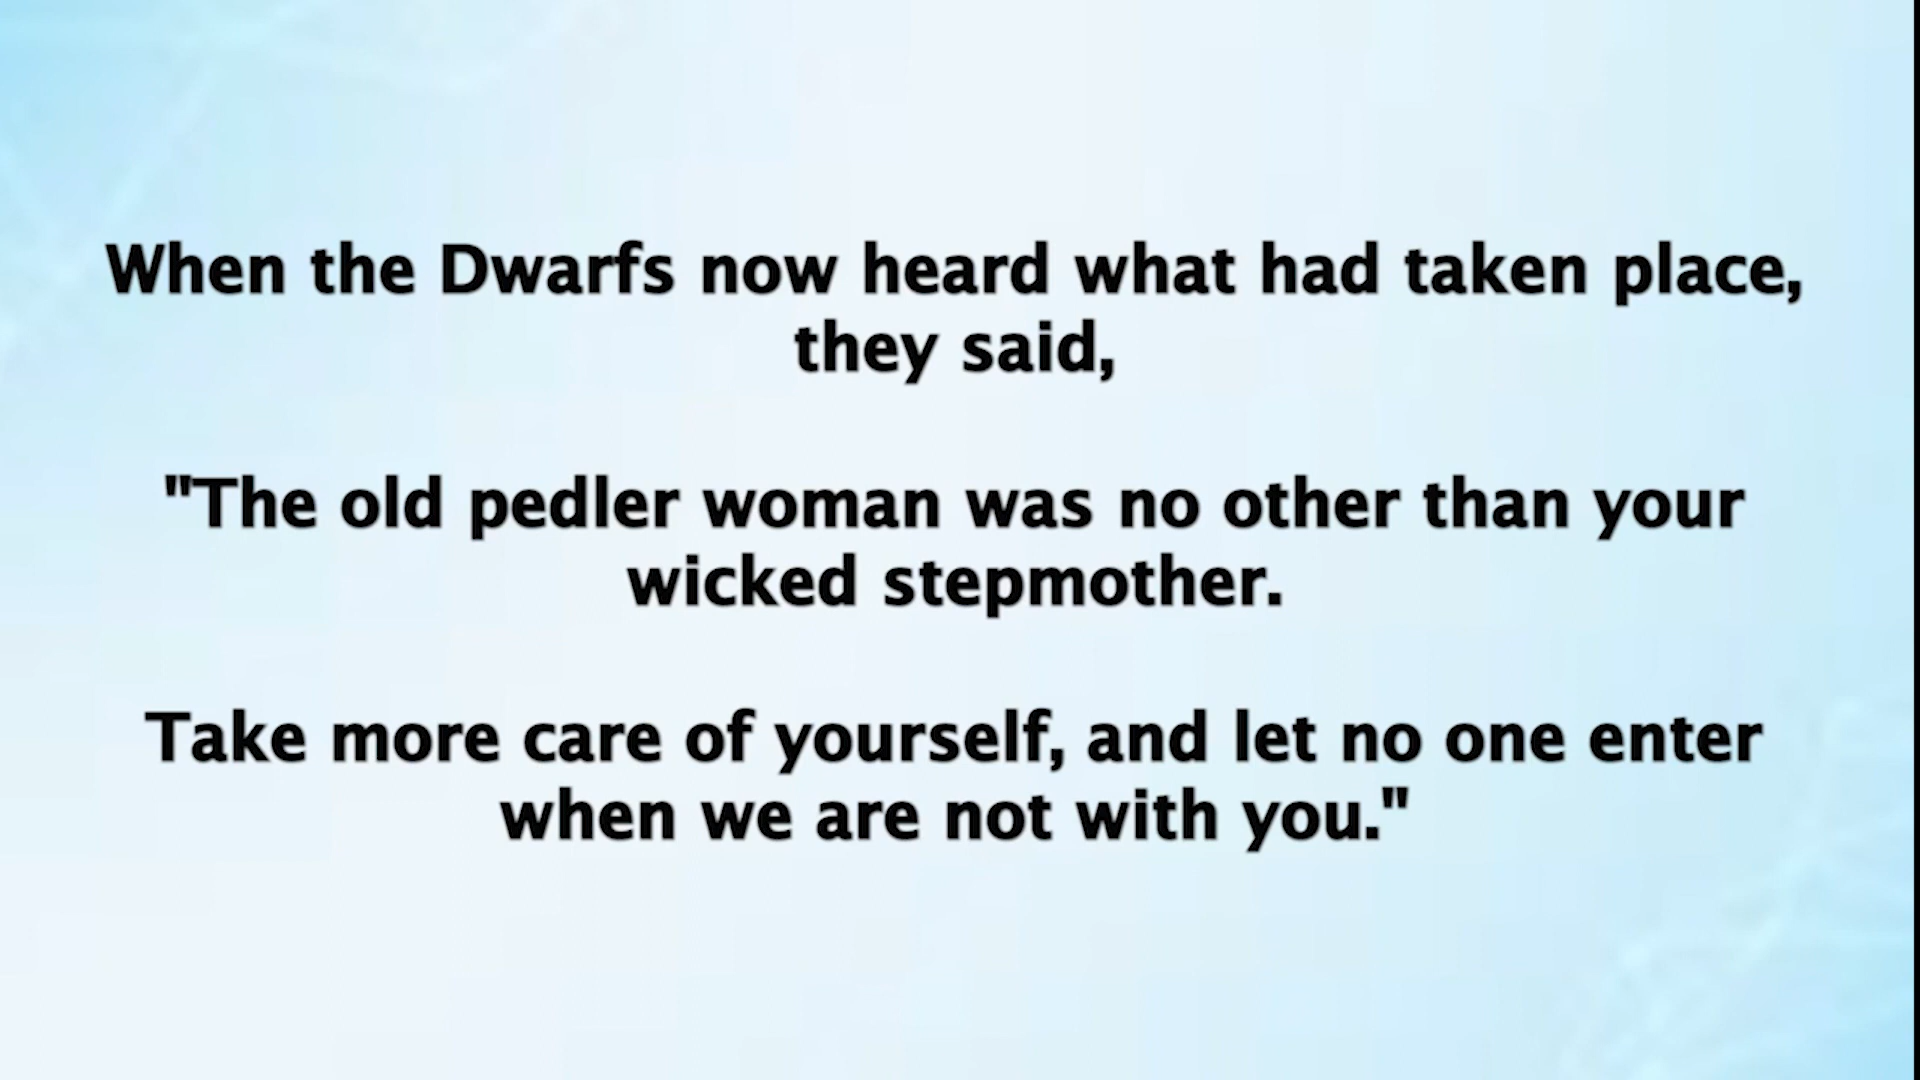 When the Dwarfs now heard what had taken place,
they said,
"The old pedler woman was no other than your
wicked stepmother.
Take more care of yourself, and let no one enter
when we are not with you."